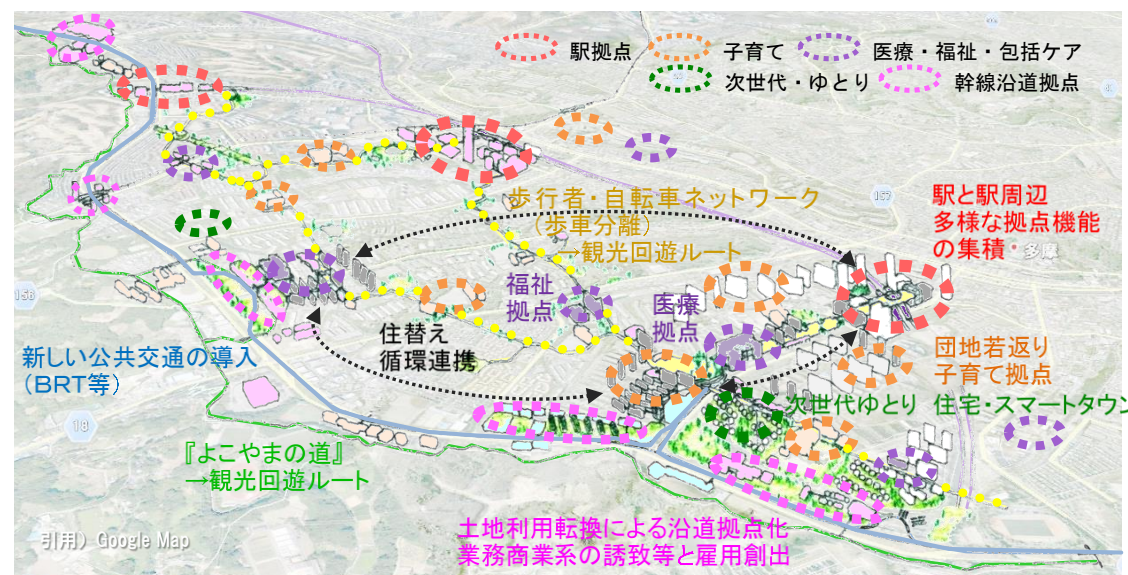 駅拠点
子育て
医療・福祉・包括ケア
次世代・ゆとり
幹線沿道拠点
歩行者・自転車ネットワーク
（歩車分離）
→観光回遊ルート
駅と駅周辺
多様な拠点機能
の集積
多摩
157
158
18
福祉
拠点
医療
拠点
住替え
循環連携
新しい公共交通の導入
（ＢＲＴ等）
団地若返り
子育て拠点
次世代ゆとり 住宅・スマートタウン
『よこやまの道』
→観光回遊ルート
土地利用転換による沿道拠点化
業務商業系の誘致等と雇用創出
引用）Google Map